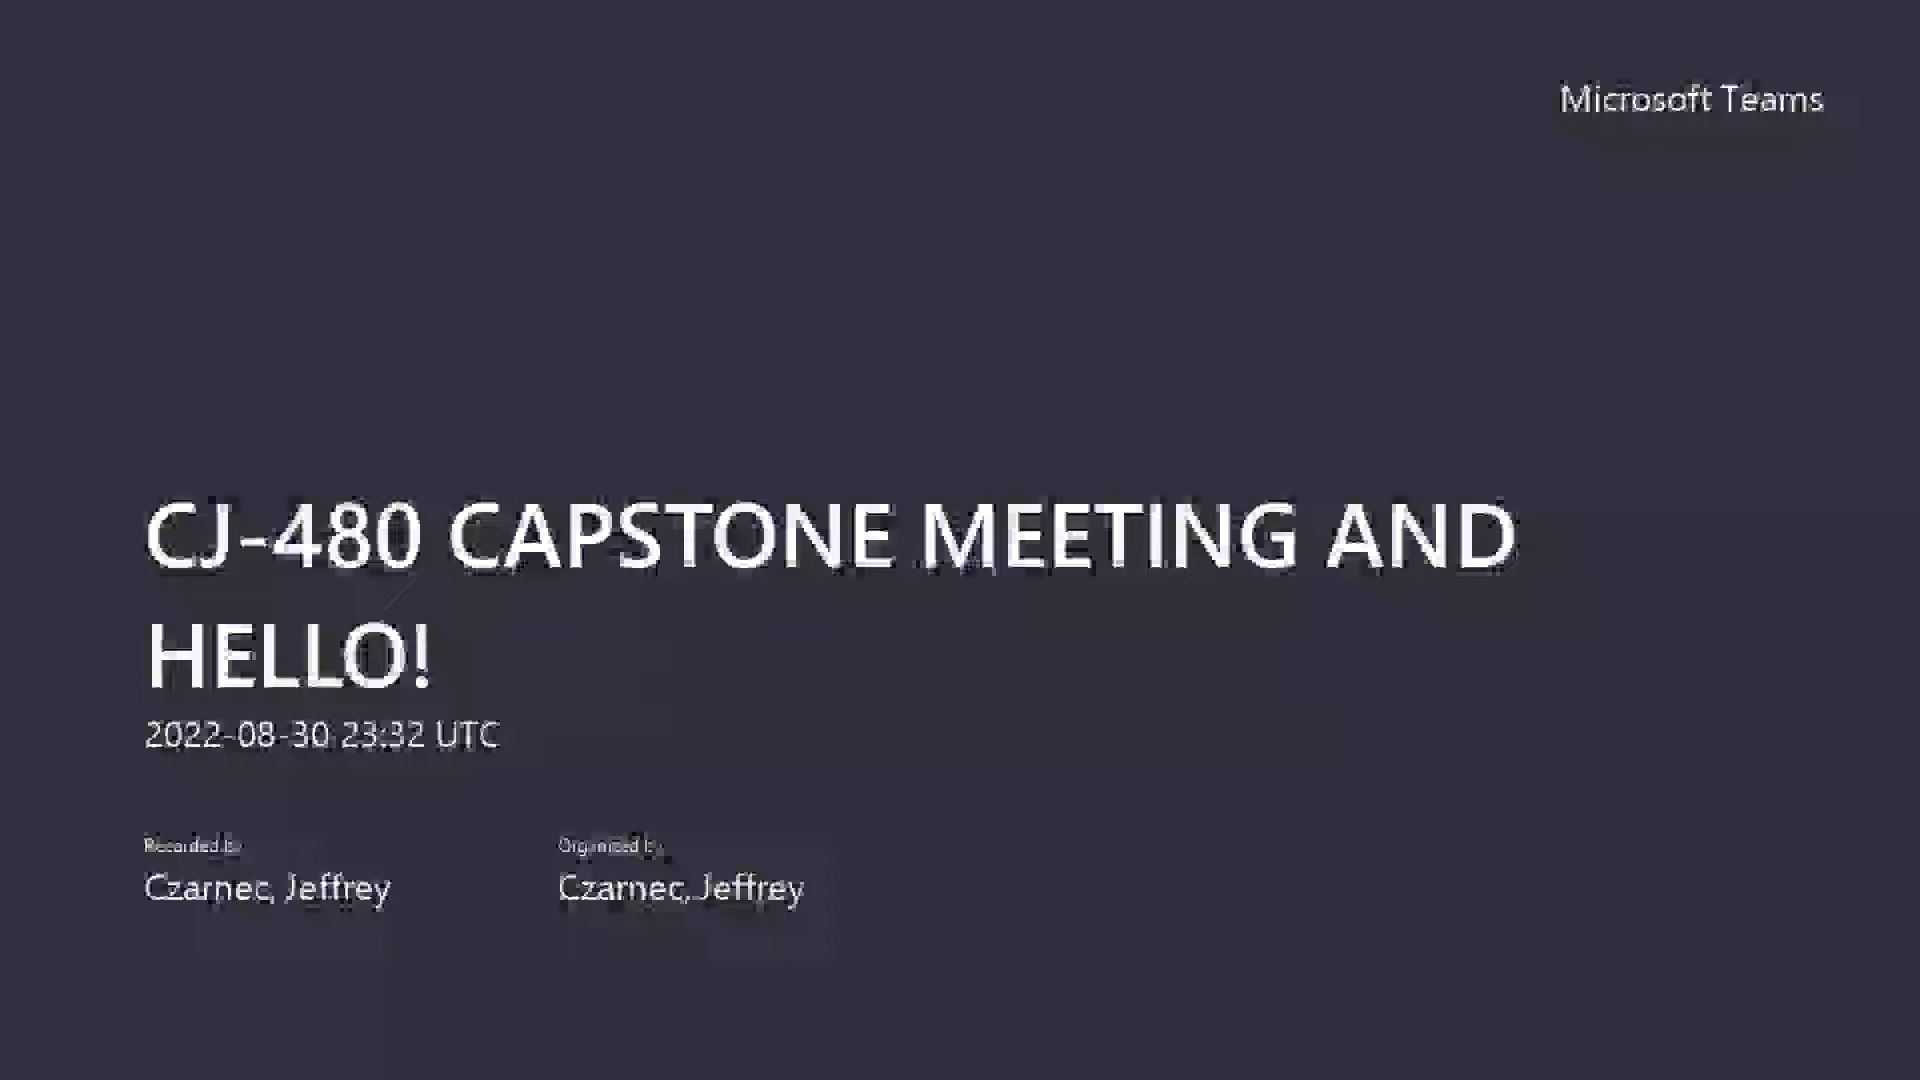 Microsoft Teams
CJ-480 CAPSTONE MEETING AND
HELLO!
2022-08-30 23:32 UTC
Recorded by
Organized by
Czarnec, Jeffrey
Czarnec, Jeffrey